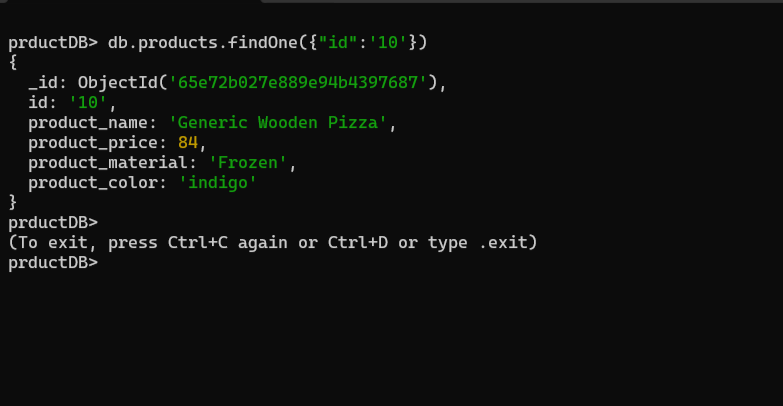 prductDB> db.products.findOne({"id":'10'})
{
  _id: ObjectId('65e72b027e889e94b4397687'),
  id: '10',
  product_name: 'Generic Wooden Pizza',
  product_price: 84,
  product_material: 'Frozen',
  product_color: 'indigo'
}
prductDB>
(To exit, press Ctrl+C again or Ctrl+D or type .exit)
prductDB>